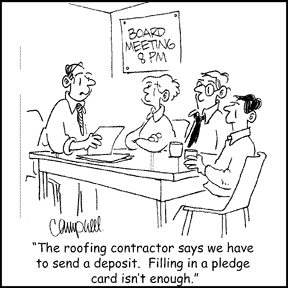 BOARD
MEETING
8 PM
Campbell
“The roofing contractor says we have
to send a deposit.  Filling in a pledge
card isn’t enough.”